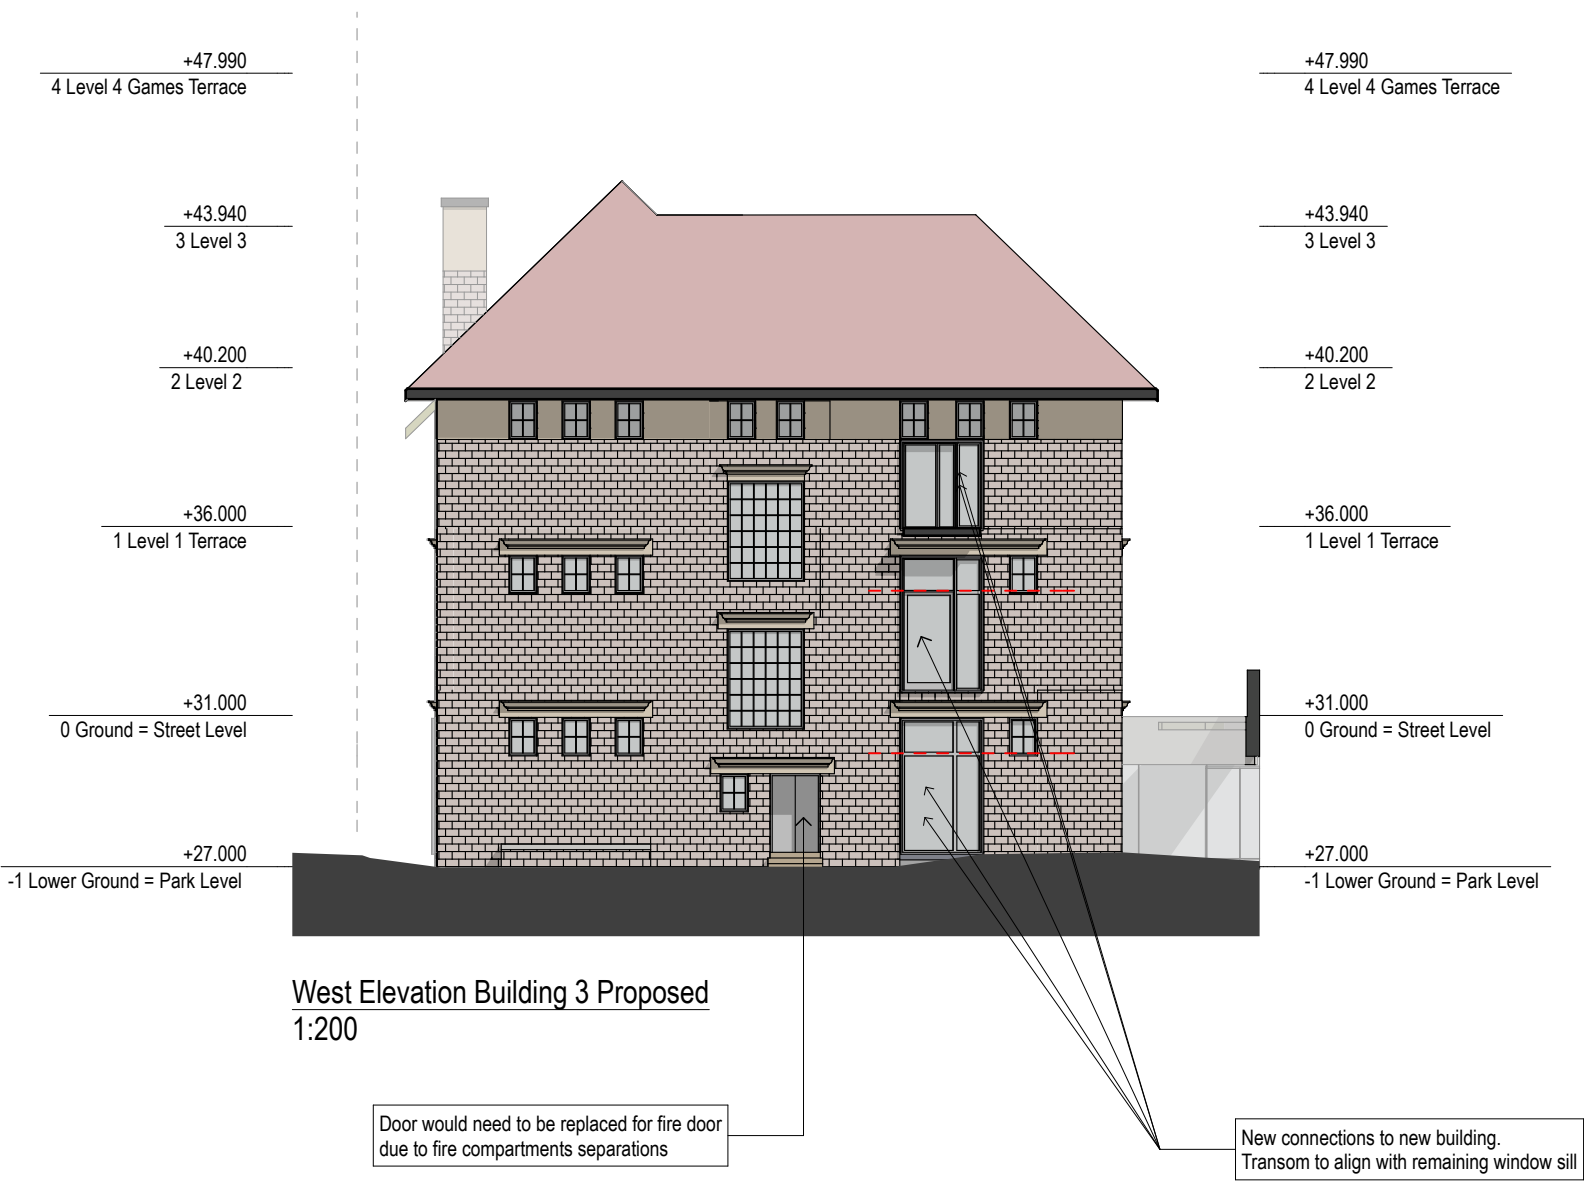 +47.990
4 Level 4 Games Terrace
+47.990
4 Level 4 Games Terrace
+43.940
3 Level 3
+43.940
3 Level 3
+40.200
2 Level 2
+40.200
2 Level 2
+36.000
1 Level 1 Terrace
+36.000
1 Level 1 Terrace
+31.000
0 Ground = Street Level
+31.000
0 Ground = Street Level
+27.000
-1 Lower Ground = Park Level
+27.000
-1 Lower Ground = Park Level
West Elevation Building 3 Proposed
1:200
Door would need to be replaced for fire door
due to fire compartments separations
New connections to new building.
Transom to align with remaining window sill